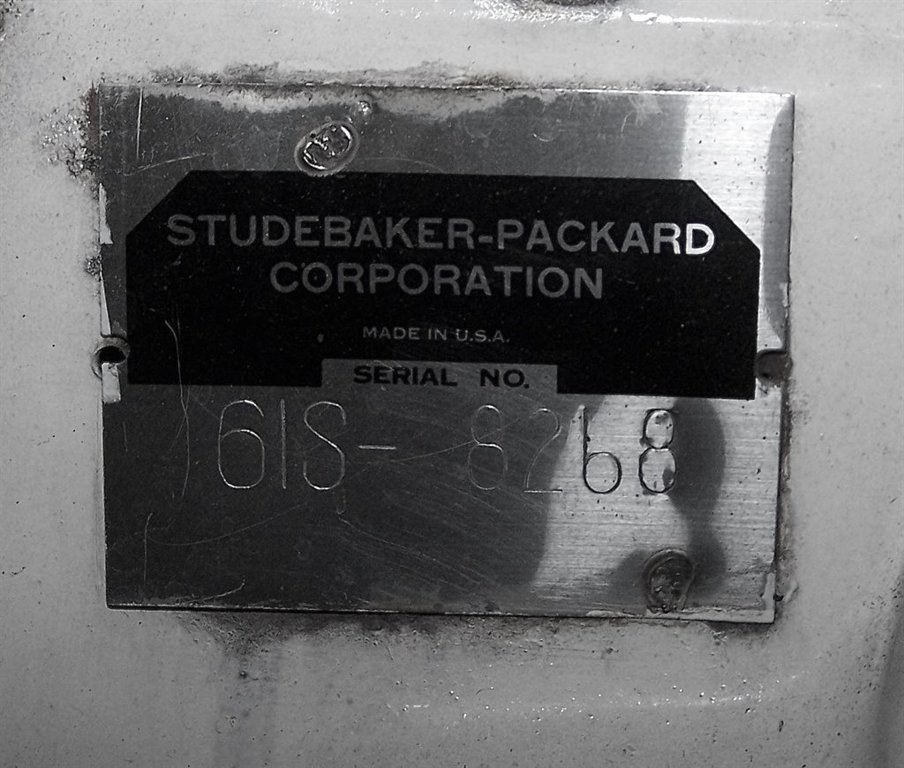 STUDEBAKER-PACKARD
CORPORATION
MADE IN U.S.A.
SERIAL NO.
61S- 8268